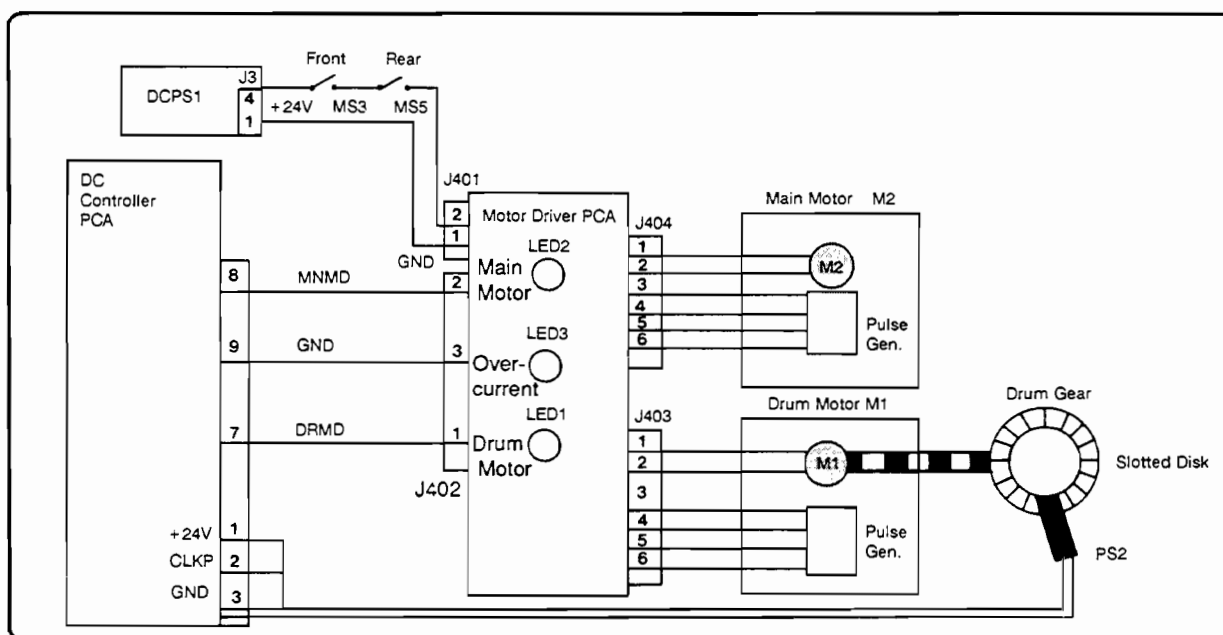 Front
Rear
J3
DCPS1
4
+24V
MS3
MS5
1
DC
Controller
PCA
J401
2
1
GND
Motor Driver PCA
LED2
Main
Motor
2
8
MNMD
9
GND
3
LED3
Over-
current
7
DRMD
1
LED1
Drum
Motor
J402
+24V
1
CLKP
2
GND
3
J404
1
2
3
4
5
6
Main Motor M2
M2
Pulse
Gen.
J403
1
2
3
4
5
6
Drum Motor M1
M1
Pulse
Gen.
Drum Gear
Slotted Disk
PS2